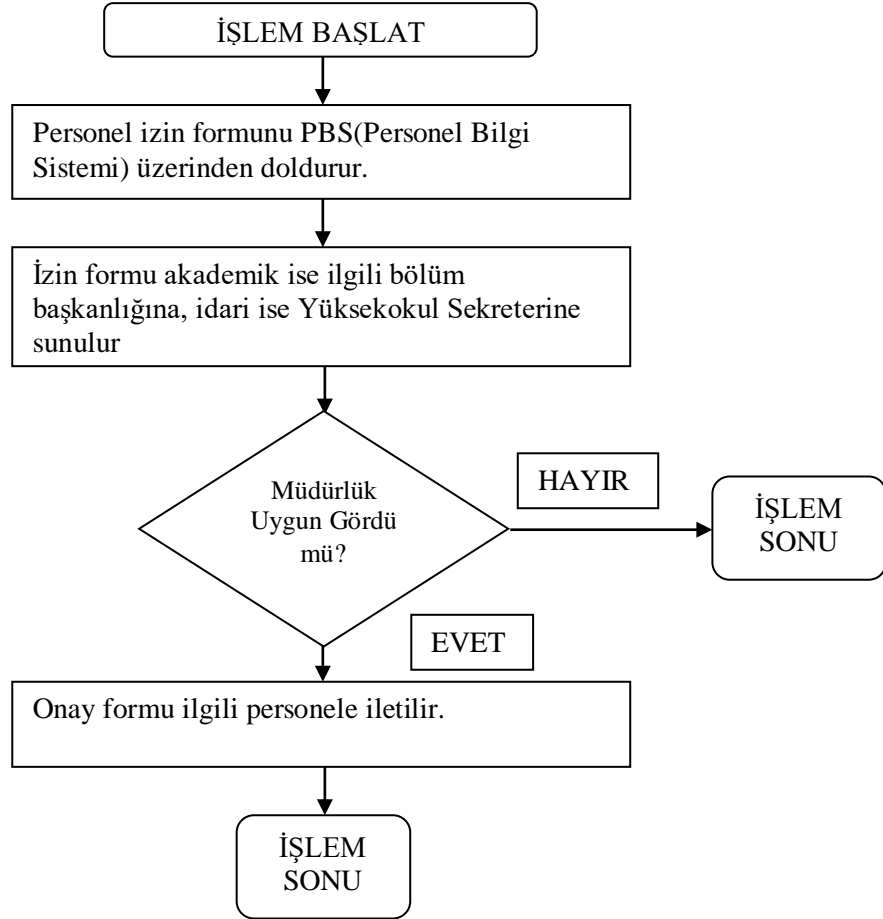 İŞLEM BAŞLAT
Personel izin formunu PBS(Personel Bilgi
Sistemi) üzerinden doldurur.
İzin formu akademik ise ilgili bölüm
başkanlığına, idari ise Yüksekokul Sekreterine
sunulur
Müdürlük
Uygun Gördü
mü?
HAYIR
İŞLEM
SONU
EVET
Onay formu ilgili personele iletilir.
İŞLEM
SONU